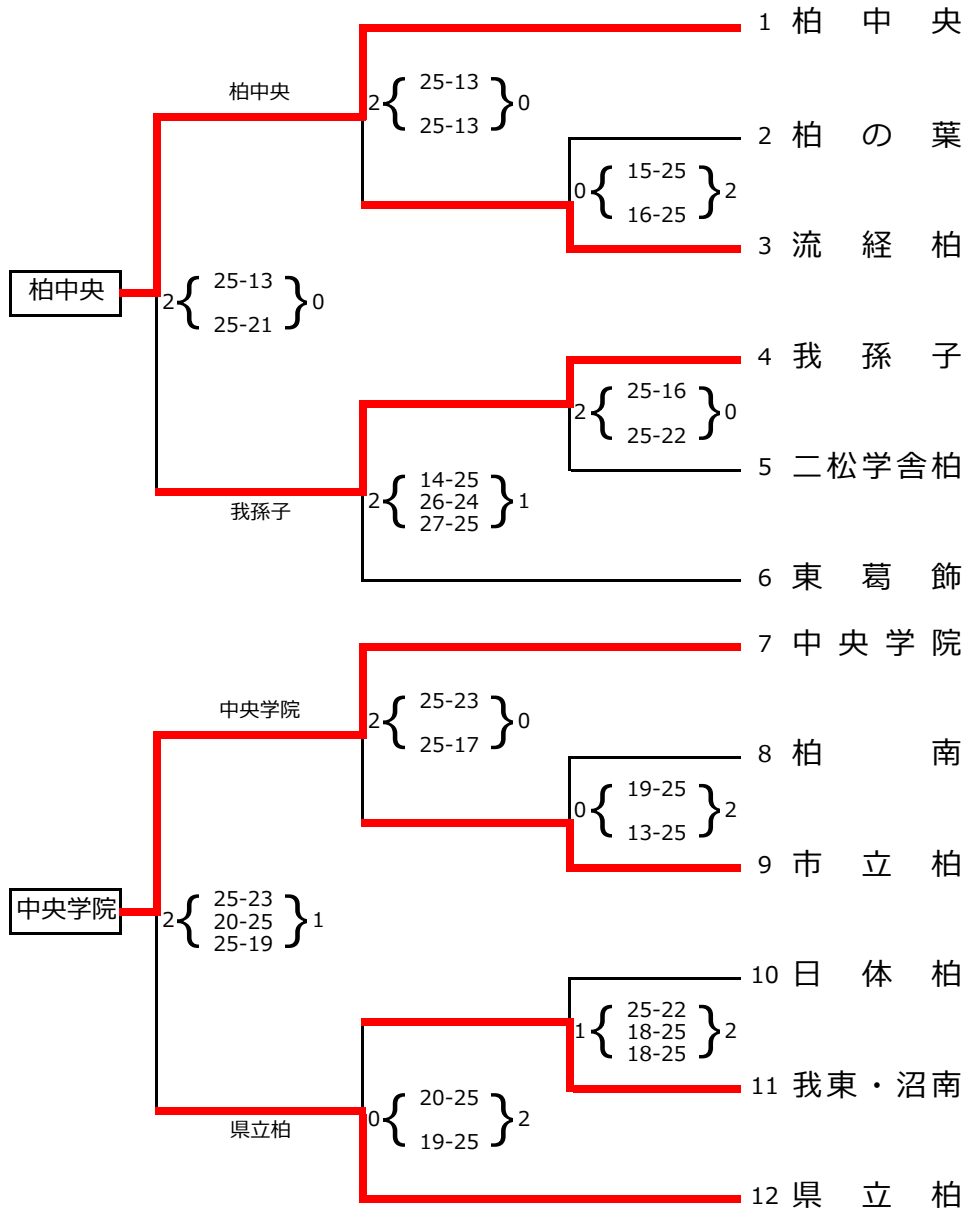 1 柏中央
柏中央
2 { 25-13 25-13 } 0
2 柏の葉
0 { 15-25 16-25 } 2
3 流経柏
柏中央
2 { 25-13 25-21 } 0
4 我孫子
2 { 25-16 25-22 } 0
5 二松学舎柏
我孫子
2 { 14-25 26-24 27-25 } 1
6 東葛飾
7 中央学院
中央学院
2 { 25-23 25-17 } 0
8 柏南
0 { 19-25 13-25 } 2
9 市立柏
中央学院
2 { 25-23 20-25 25-19 } 1
10 日体柏
1 { 25-22 18-25 18-25 } 2
11 我東・沼南
県立柏
0 { 20-25 19-25 } 2
12 県立柏